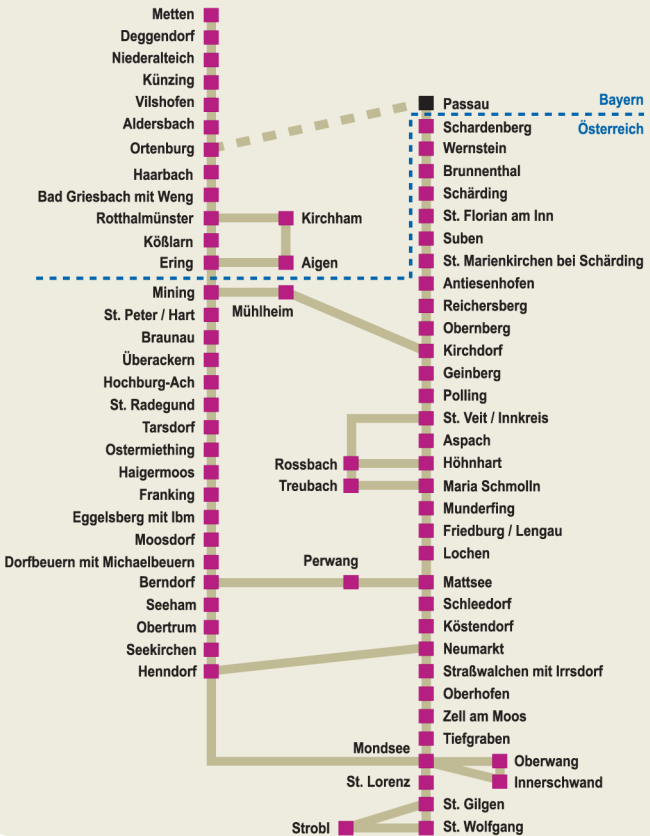 Metten
Deggendorf
Niederalteich
Künzing
Vilshofen
Aldersbach
Ortenburg
Haarbach
Bad Griesbach mit Weng
Rotthalmünster
Kirchham
Kößlarn
Ering
Aigen
Mining
Mühlheim
St. Peter / Hart
Braunau
Überackern
Hochburg-Ach
St. Radegund
Tarsdorf
Ostermiething
Haigermoos
Franking
Eggelsberg mit Ibm
Moosdorf
Dorfbeuern mit Michaelbeuern
Berndorf
Perwang
Seeham
Obertrum
Seekirchen
Henndorf
Bayern
Österreich
Passau
Schardenberg
Wernstein
Brunnenthal
Schärding
St. Florian am Inn
Suben
St. Marienkirchen bei Schärding
Antiesenhofen
Reichersberg
Obernberg
Kirchdorf
Geinberg
Polling
St. Veit / Innkreis
Aspach
Rossbach
Höhnhart
Treubach
Maria Schmolln
Munderfing
Friedburg / Lengau
Lochen
Mattsee
Schleedorf
Köstendorf
Neumarkt
Straßwalchen mit Irrsdorf
Oberhofen
Zell am Moos
Tiefgraben
Mondsee
Oberwang
St. Lorenz
Innerschwand
St. Gilgen
Strobl
St. Wolfgang